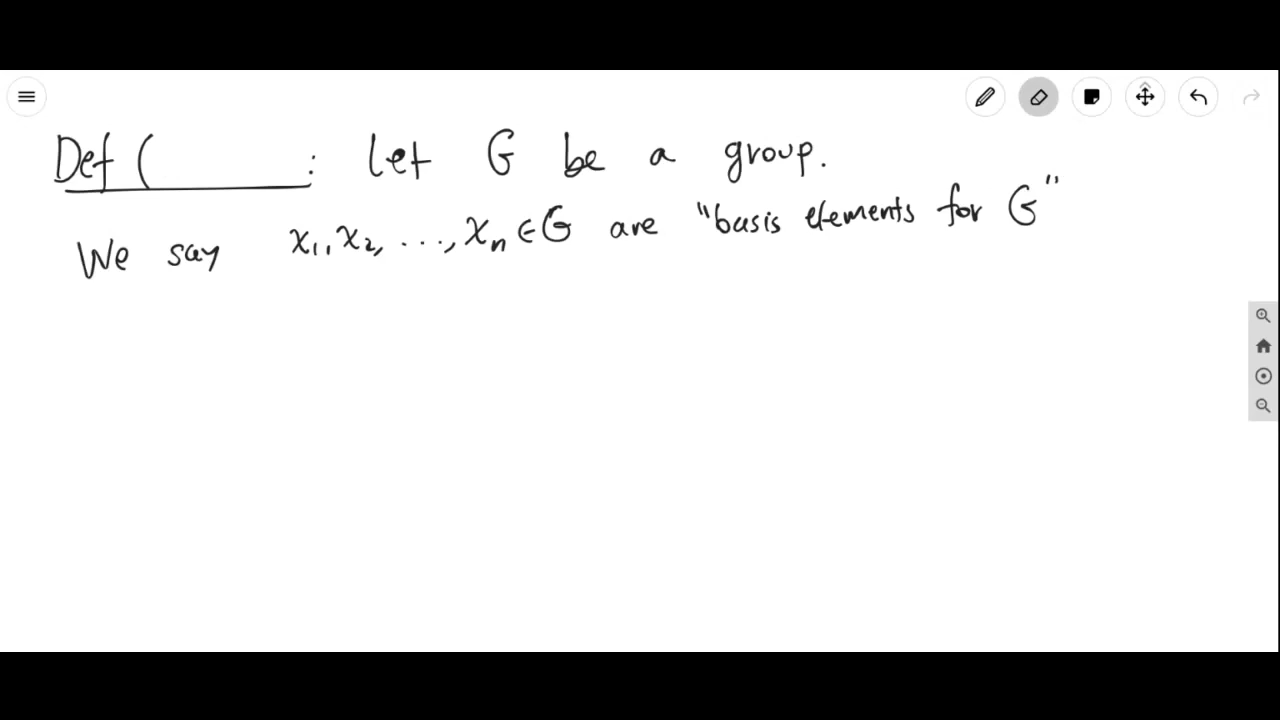 Def ( : Let G be a group.
We say x₁, x₂, ..., xₙ ∈ G are "basis elements for G"